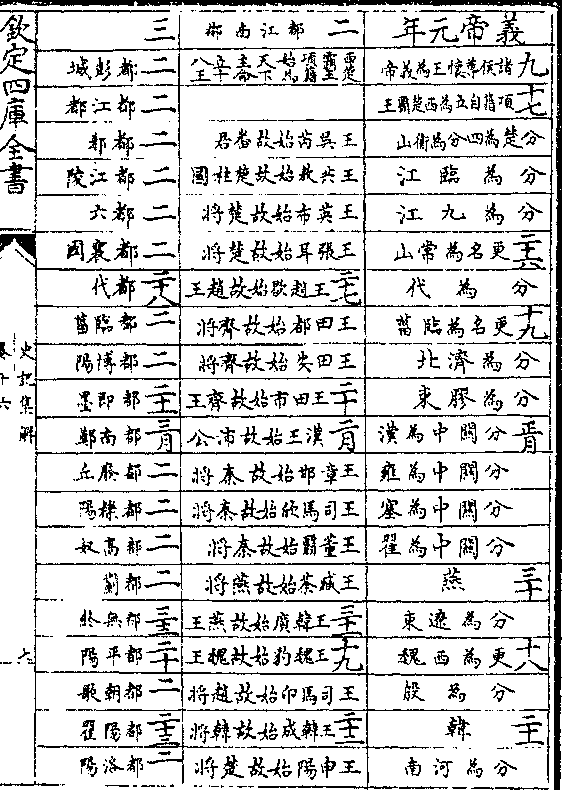 欽定四庫全書
史記集解
卷十六
六
義帝元年　二　都江南郴　三
九　諸侯尊懷王為義帝　西楚霸王項籍始為天下主命立十八王　二　都彭城
十七　項籍自立為西楚霸王　二　都江都
分楚為四分為衡山　王吳芮始故番君　二　都邾
分為臨江　王共敖始故楚柱國　二　都江陵
分為九江　王英布始故楚將　二　都六
二十六　更名為常山　王張耳始故楚將　二　都襄國
分為代　二十七　王趙歇始故趙王　二十八　都代
十九　更名為臨菑　王田都始故齊將　二　都臨菑
分為濟北　王田安始故齊將　二　都博陽
分為膠東　二十　王田市始故齊王　二十一　都即墨
正月　分關中為漢　二月　漢王始故沛公　三月　都南鄭
分關中為雍　王章邯始故秦將　二　都廢丘
分關中為塞　王司馬欣始故秦將　二　都櫟陽
分關中為翟　王董翳始故秦將　二　都高奴
三十　燕　王臧荼始故燕將　二　都薊
分為遼東　三十一　王韓廣始故燕王　三十二　都無終
十八　更為西魏　十九　王魏豹始故魏王　二十　都平陽
分為殷　王司馬卬始故趙將　二　都朝歌
二十一　韓　二十二　王韓成始故韓將　二十三　都陽翟
分為河南　王申陽始故楚將　二　都洛陽